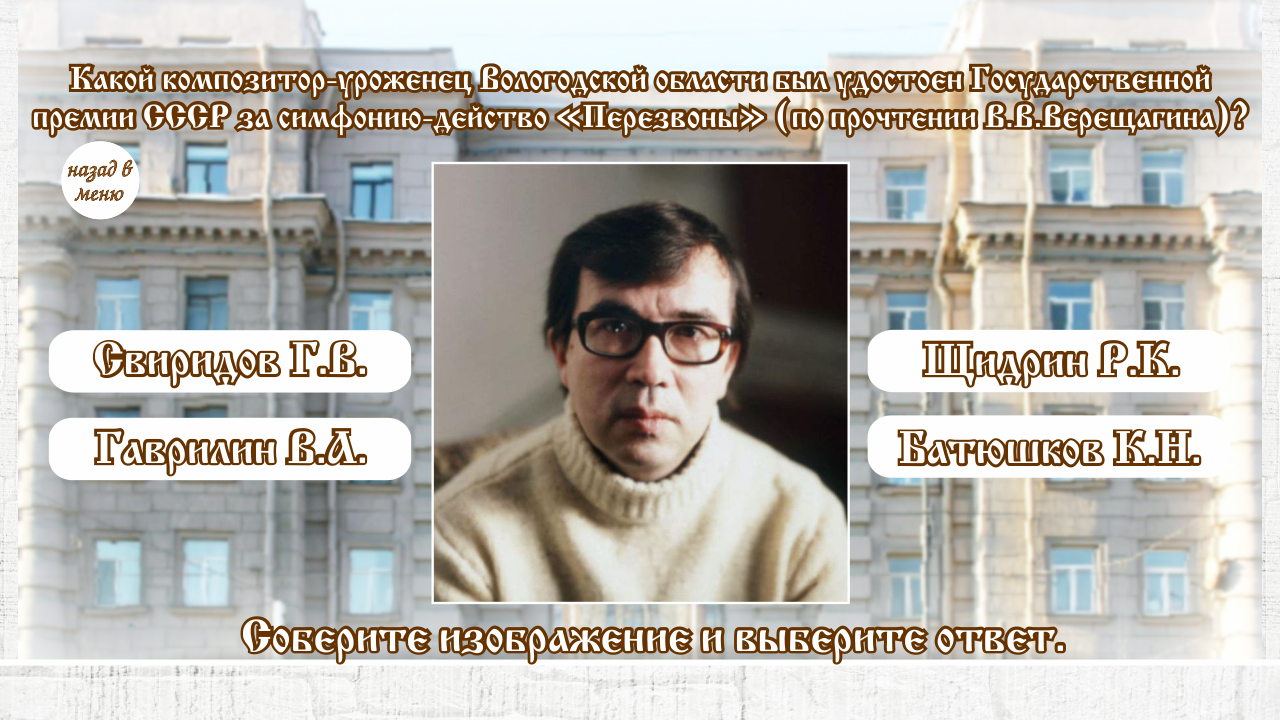 Какой композитор-уроженец Вологодской области был удостоен Государственной
премии СССР за симфонию-действо «Перезвоны» (по прочтении В.В.Верещагина)?
назад в
меню
Свиридов Г.В.
Щидрин Р.К.
Гаврилин В.А.
Батюшков К.Н.
Соберите изображение и выберите ответ.